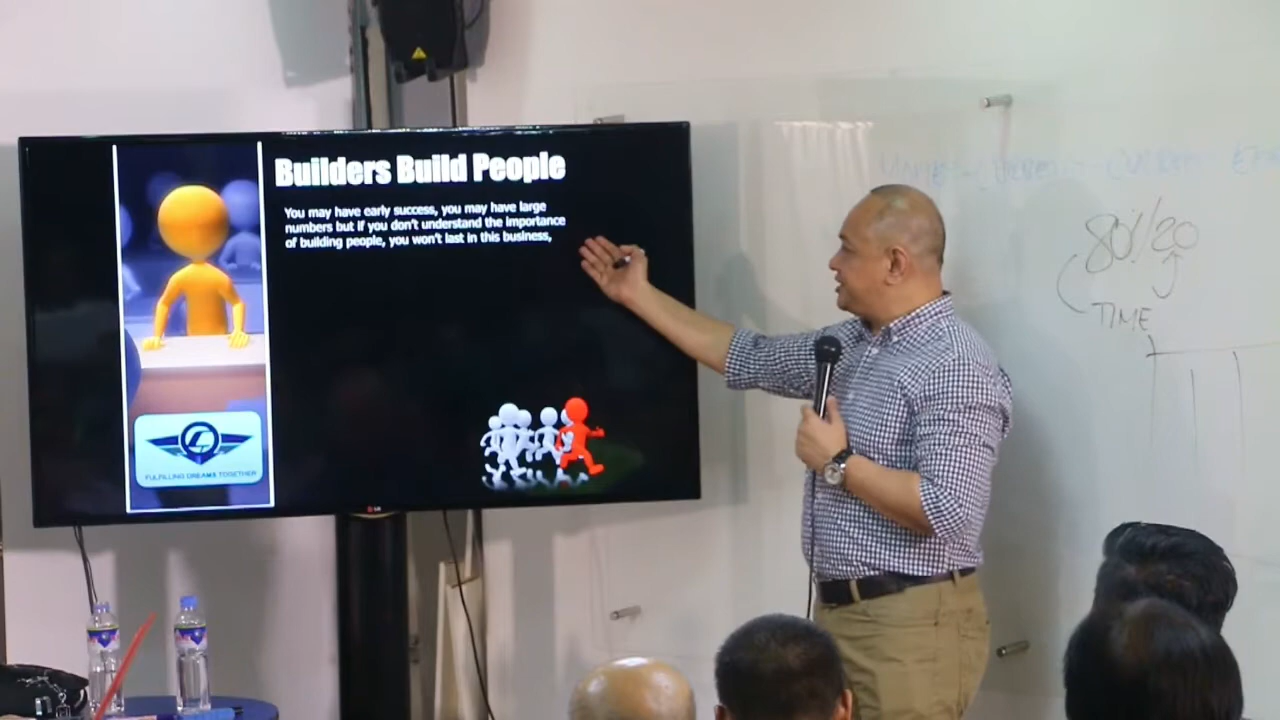 Builders Build People
You may have early success, you may have large
numbers but if you don't understand the importance
of building people, you won't last in this business,
FULFILLING DREAMS TOGETHER
LG
80%/20
TIME